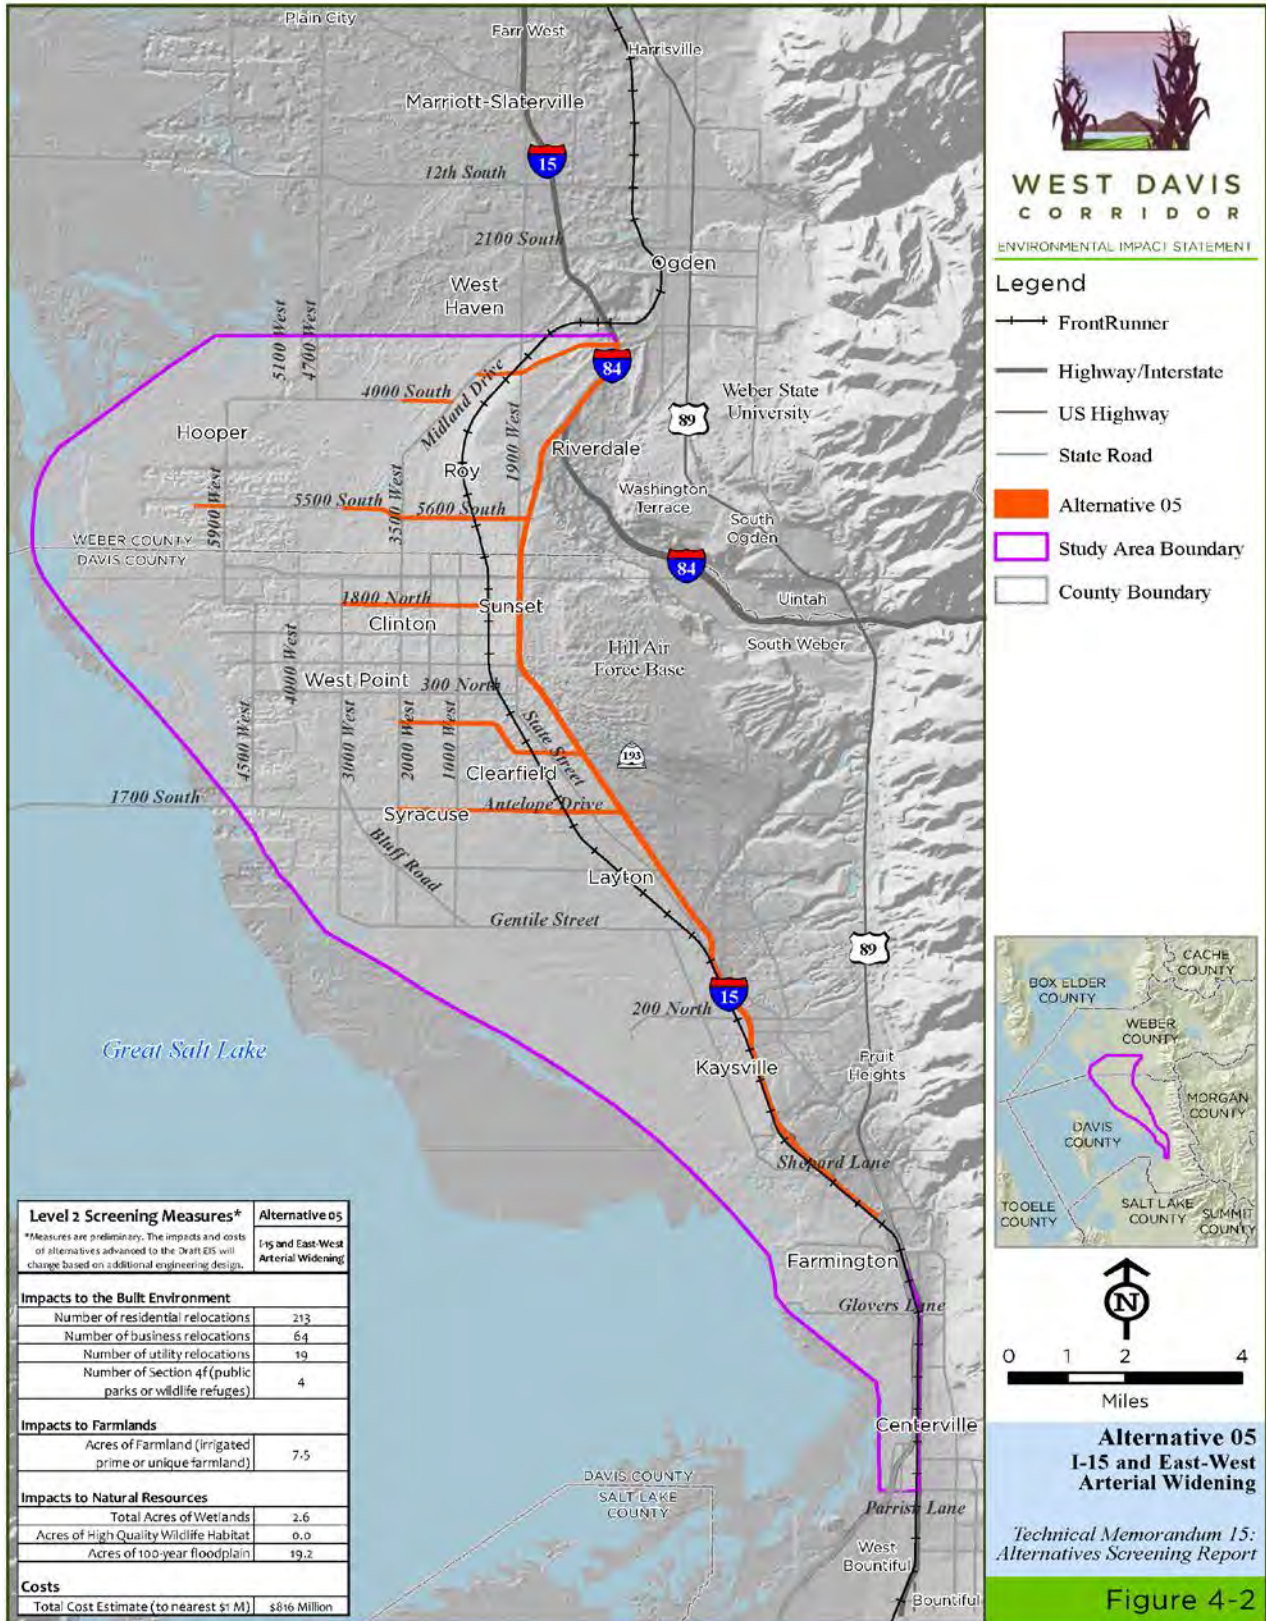 Plain City
Farr West
Harrisville
Marriott-Slaterville
15
12th South
2100 South
Ogden
West
Haven
5100 West
4700 West
84
Midland Drive
4000 South
Weber State
University
89
1900 West
Hooper
Riverdale
Roy
Washington
Terrace
5500 South
5600 South
3500 West
5900 West
South
Ogden
WEBER COUNTY
DAVIS COUNTY
84
1800 North
Sunset
Uintah
Clinton
South Weber
Hill Air
Force Base
4000 West
West Point
300 North
State Street
4500 West
3000 West
2000 West
1000 West
193
Clearfield
1700 South
Antelope Drive
Syracuse
Bluff Road
Layton
Gentile Street
89
15
200 North
Great Salt Lake
Kaysville
Fruit
Heights
Shepard Lane
Farmington
Glovers Lane
Centerville
DAVIS COUNTY
SALT LAKE
COUNTY
Parrish Lane
West
Bountiful
Bountiful
Level 2 Screening Measures*
*Measures are preliminary. The impacts and costs
of alternatives advanced to the Draft EIS will
change based on additional engineering design.
Alternative 05
I-15 and East-West
Arterial Widening
Impacts to the Built Environment
Number of residential relocations 213
Number of business relocations 64
Number of utility relocations 19
Number of Section 4f (public
parks or wildlife refuges) 4
Impacts to Farmlands
Acres of Farmland (irrigated
prime or unique farmland) 7.5
Impacts to Natural Resources
Total Acres of Wetlands 2.6
Acres of High Quality Wildlife Habitat 0.0
Acres of 100-year floodplain 19.2
Costs
Total Cost Estimate (to nearest $1 M) $816 Million
WEST DAVIS
CORRIDOR
ENVIRONMENTAL IMPACT STATEMENT
Legend
FrontRunner
Highway/Interstate
US Highway
State Road
Alternative 05
Study Area Boundary
County Boundary
CACHE
COUNTY
BOX ELDER
COUNTY
WEBER
COUNTY
MORGAN
COUNTY
DAVIS
COUNTY
TOOELE
COUNTY
SALT LAKE
COUNTY
SUMMIT
COUNTY
N
0 1 2 4
Miles
Alternative 05
I-15 and East-West
Arterial Widening
Technical Memorandum 15:
Alternatives Screening Report
Figure 4-2